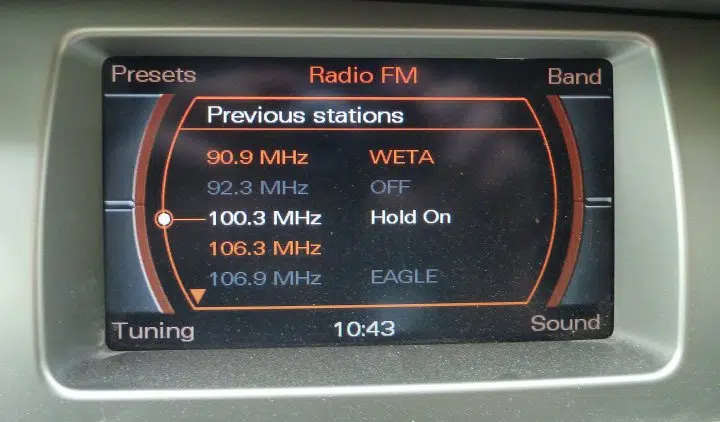 Presets Radio FM Band
Previous stations
90.9 MHz WETA
92.3 MHz OFF
100.3 MHz Hold On
106.3 MHz
106.9 MHz EAGLE
Tuning 10:43 Sound